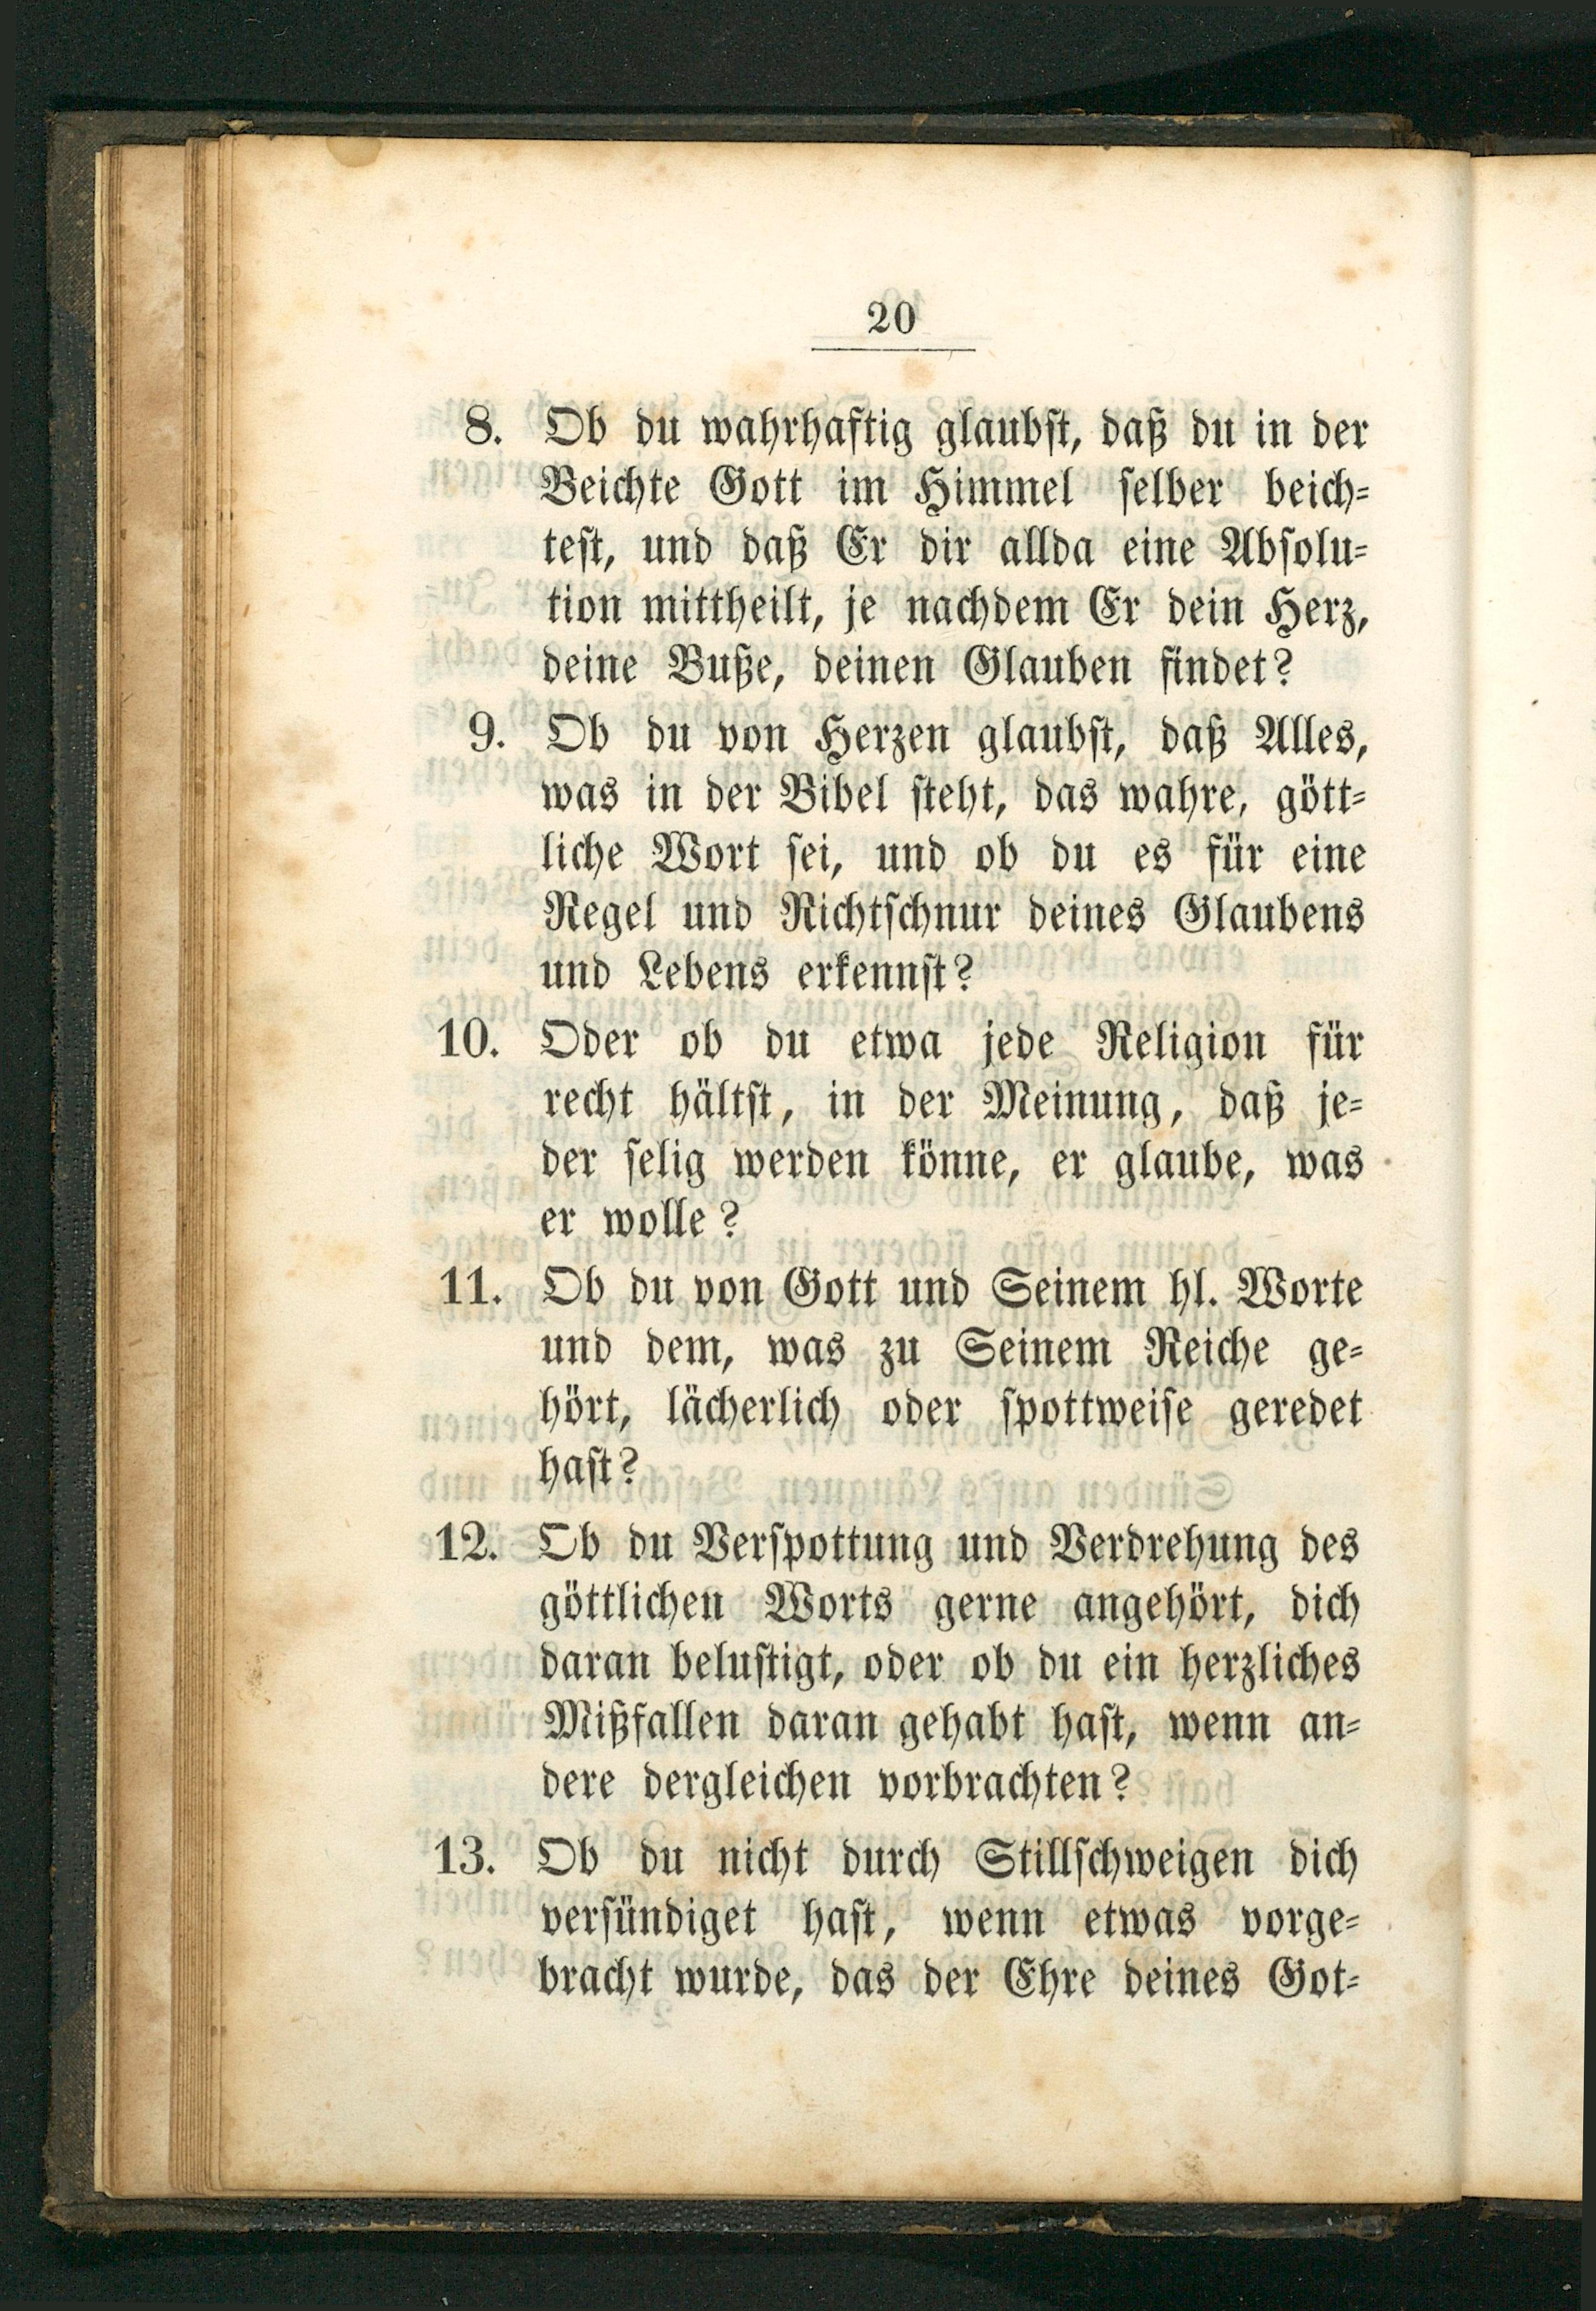 20
8. Ob du wahrhaftig glaubst, daß du in der
Beichte Gott im Himmel selber beich=
test, und daß Er dir allda eine Absolu=
tion mittheilt, je nachdem Er dein Herz,
deine Buße, deinen Glauben findet?
9. Ob du von Herzen glaubst, daß Alles,
was in der Bibel steht, das wahre, gött=
liche Wort sei, und ob du es für eine
Regel und Richtschnur deines Glaubens
und Lebens erkennst?
10. Oder ob du etwa jede Religion für
recht hältst, in der Meinung, daß je=
der selig werden könne, er glaube, was
er wolle?
11. Ob du von Gott und Seinem hl. Worte
und dem, was zu Seinem Reiche ge=
hört, lächerlich oder spottweise geredet
hast?
12. Ob du Verspottung und Verdrehung des
göttlichen Worts gerne angehört, dich
daran belustigt, oder ob du ein herzliches
Mißfallen daran gehabt hast, wenn an=
dere dergleichen vorbrachten?
13. Ob du nicht durch Stillschweigen dich
versündiget hast, wenn etwas vorge=
bracht wurde, das der Ehre deines Got=